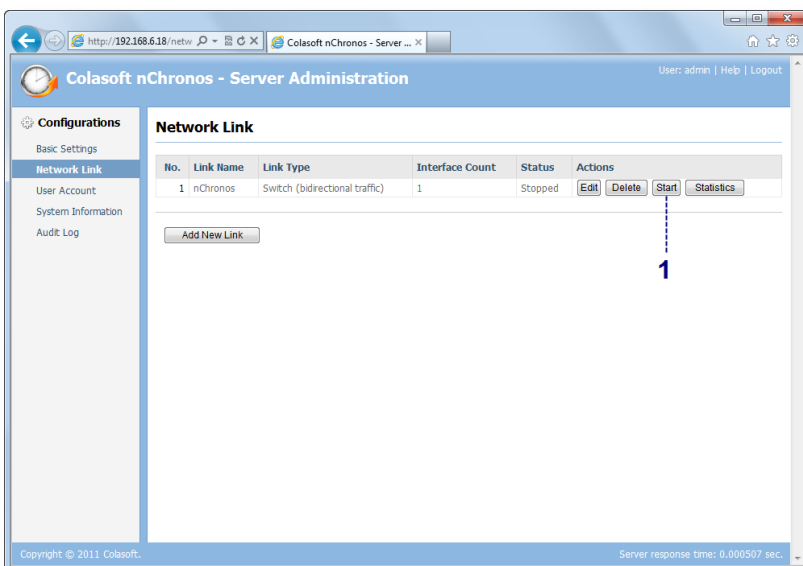 http://192.168.6.18/netw
Colasoft nChronos - Server ...
Colasoft nChronos - Server Administration
User: admin | Help | Logout
Configurations
Basic Settings
Network Link
User Account
System Information
Audit Log
Network Link
No. Link Name Link Type Interface Count Status Actions
1 nChronos Switch (bidirectional traffic) 1 Stopped Edit Delete Start Statistics
Add New Link
1
Copyright © 2011 Colasoft.
Server response time: 0.000507 sec.